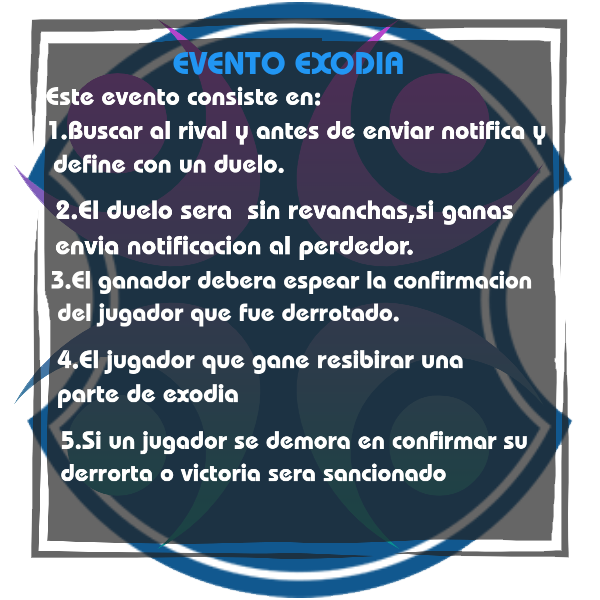 EVENTO EXODIA
Este evento consiste en:
1.Buscar al rival y antes de enviar notifica y
define con un duelo.
2.El duelo sera sin revanchas,si ganas
envia notificacion al perdedor.
3.El ganador debera espear la confirmacion
del jugador que fue derrotado.
4.El jugador que gane resibirar una
parte de exodia
5.Si un jugador se demora en confirmar su
derrorta o victoria sera sancionado